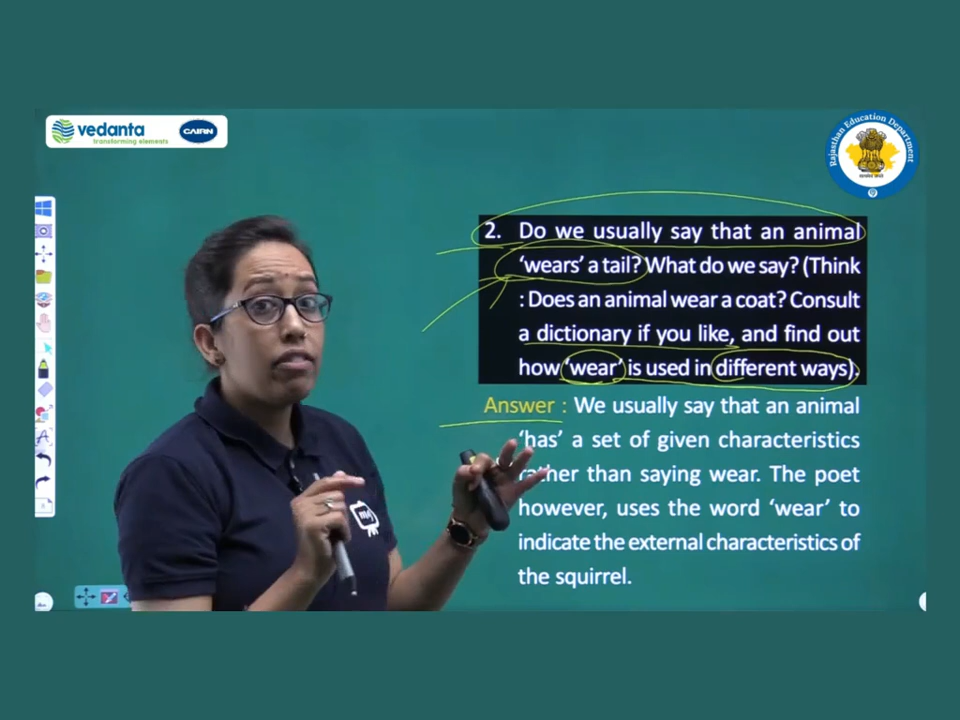 vedanta
transforming elements
CAIRN
Rajasthan Education Department
2. Do we usually say that an animal
‘wears’ a tail? What do we say? (Think
: Does an animal wear a coat? Consult
a dictionary if you like, and find out
how ‘wear’ is used in different ways).
Answer : We usually say that an animal
‘has’ a set of given characteristics
rather than saying wear. The poet
however, uses the word ‘wear’ to
indicate the external characteristics of
the squirrel.